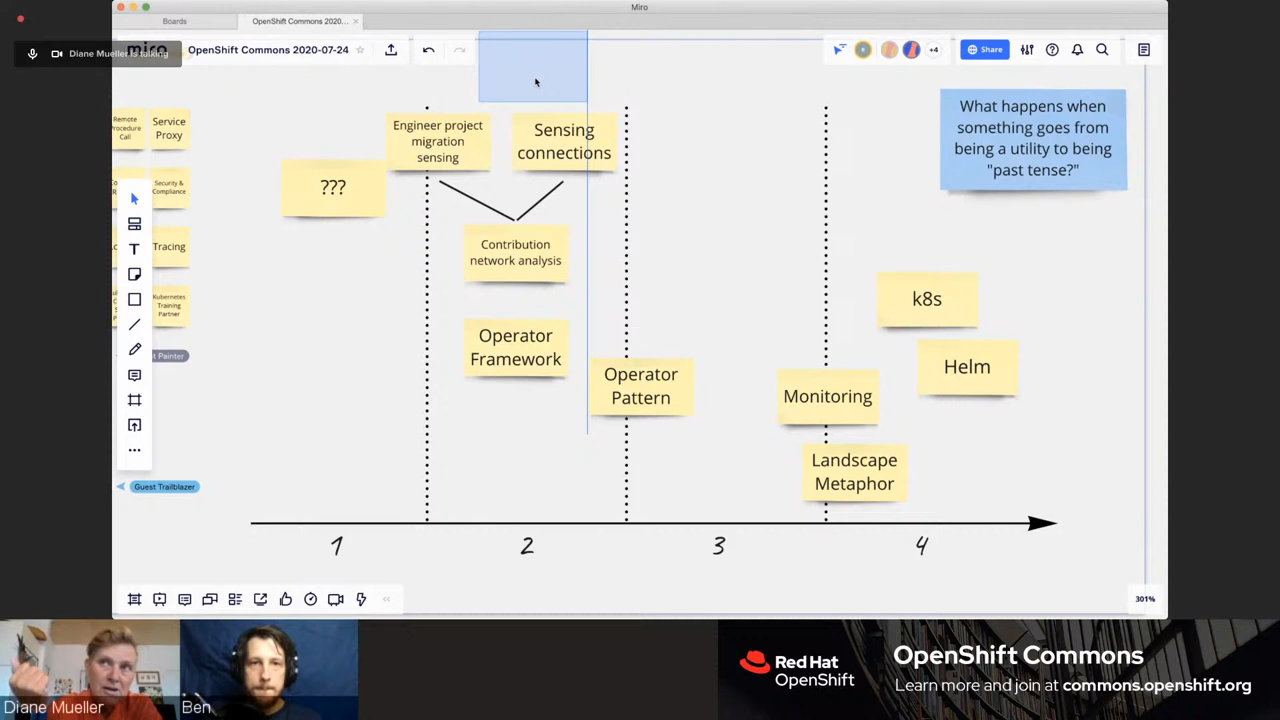 Miro
Boards
OpenShift Commons 2020...
Diane Mueller is talking
miro
OpenShift Commons 2020-07-24
+4
Share
Remote
Procedure
Call
Service
Proxy
Security &
Compliance
Tracing
Kubernetes
Training
Partner
st Painter
Guest Trailblazer
???
Engineer project
migration
sensing
Sensing
connections
Contribution
network analysis
Operator
Framework
Operator
Pattern
Monitoring
Landscape
Metaphor
k8s
Helm
What happens when
something goes from
being a utility to being
"past tense?"
1
2
3
4
301%
Diane Mueller
Ben
Red Hat
OpenShift
OpenShift Commons
Learn more and join at commons.openshift.org